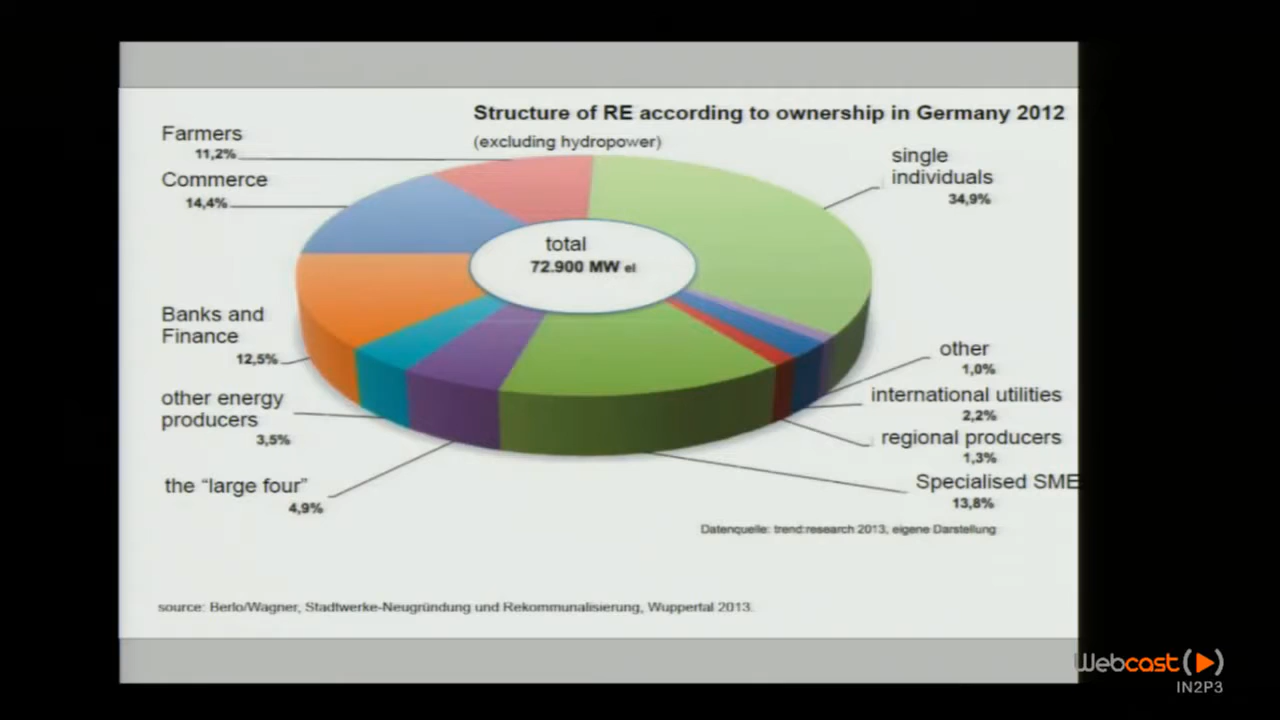 Structure of RE according to ownership in Germany 2012
(excluding hydropower)
Farmers
11,2%
Commerce
14,4%
single
individuals
34,9%
total
72.900 MW el
Banks and
Finance
12,5%
other energy
producers
3,5%
the “large four”
4,9%
other
1,0%
international utilities
2,2%
regional producers
1,3%
Specialised SME
13,8%
Datenquelle: trend:research 2013, eigene Darstellung
source: Berlo/Wagner, Stadtwerke-Neugründung und Rekommunalisierung, Wuppertal 2013.
Webcast
IN2P3